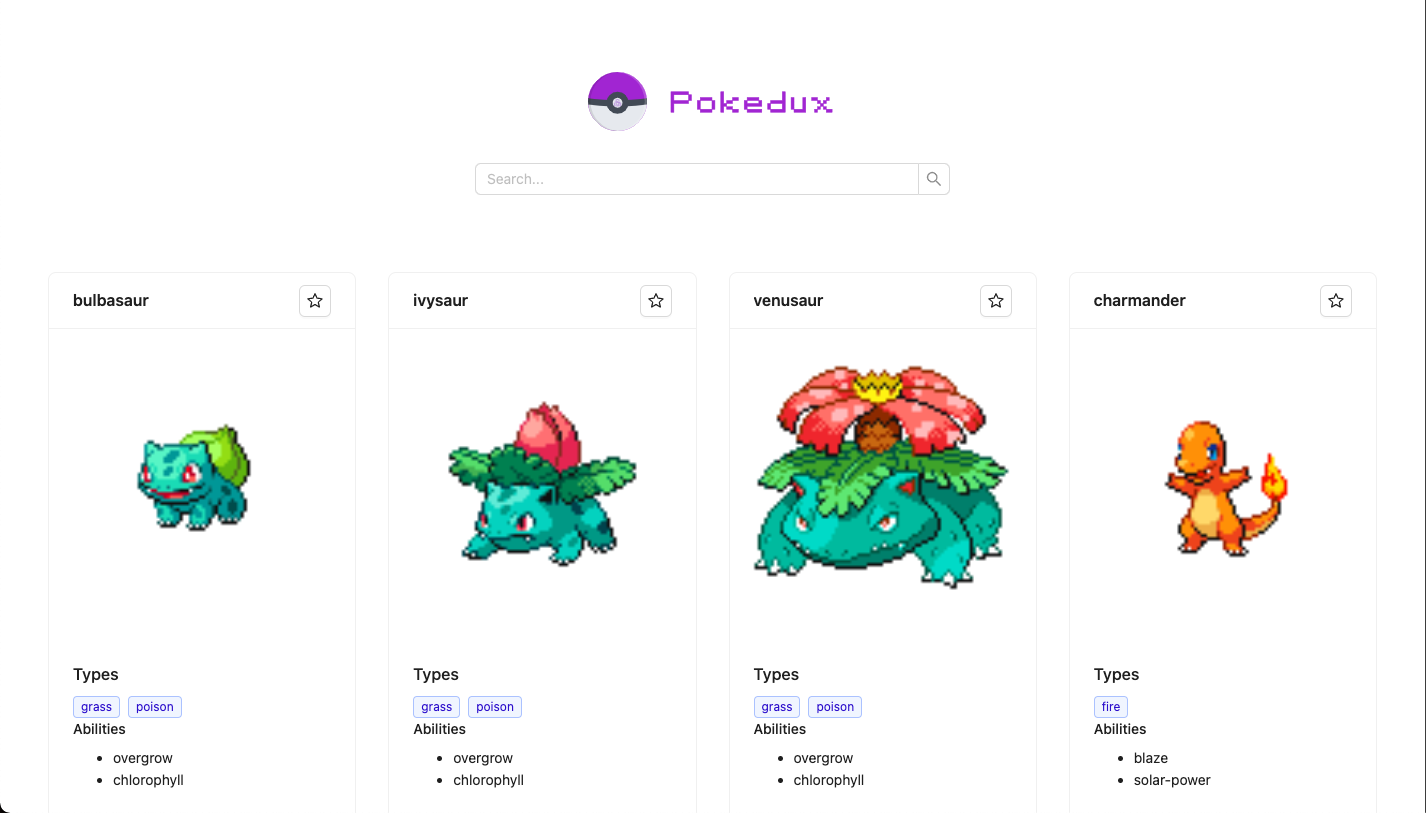 Pokedux
Search...
bulbasaur
ivysaur
venusaur
charmander
Types
grass poison
Abilities
overgrow
chlorophyll
Types
grass poison
Abilities
overgrow
chlorophyll
Types
grass poison
Abilities
overgrow
chlorophyll
Types
fire
Abilities
blaze
solar-power